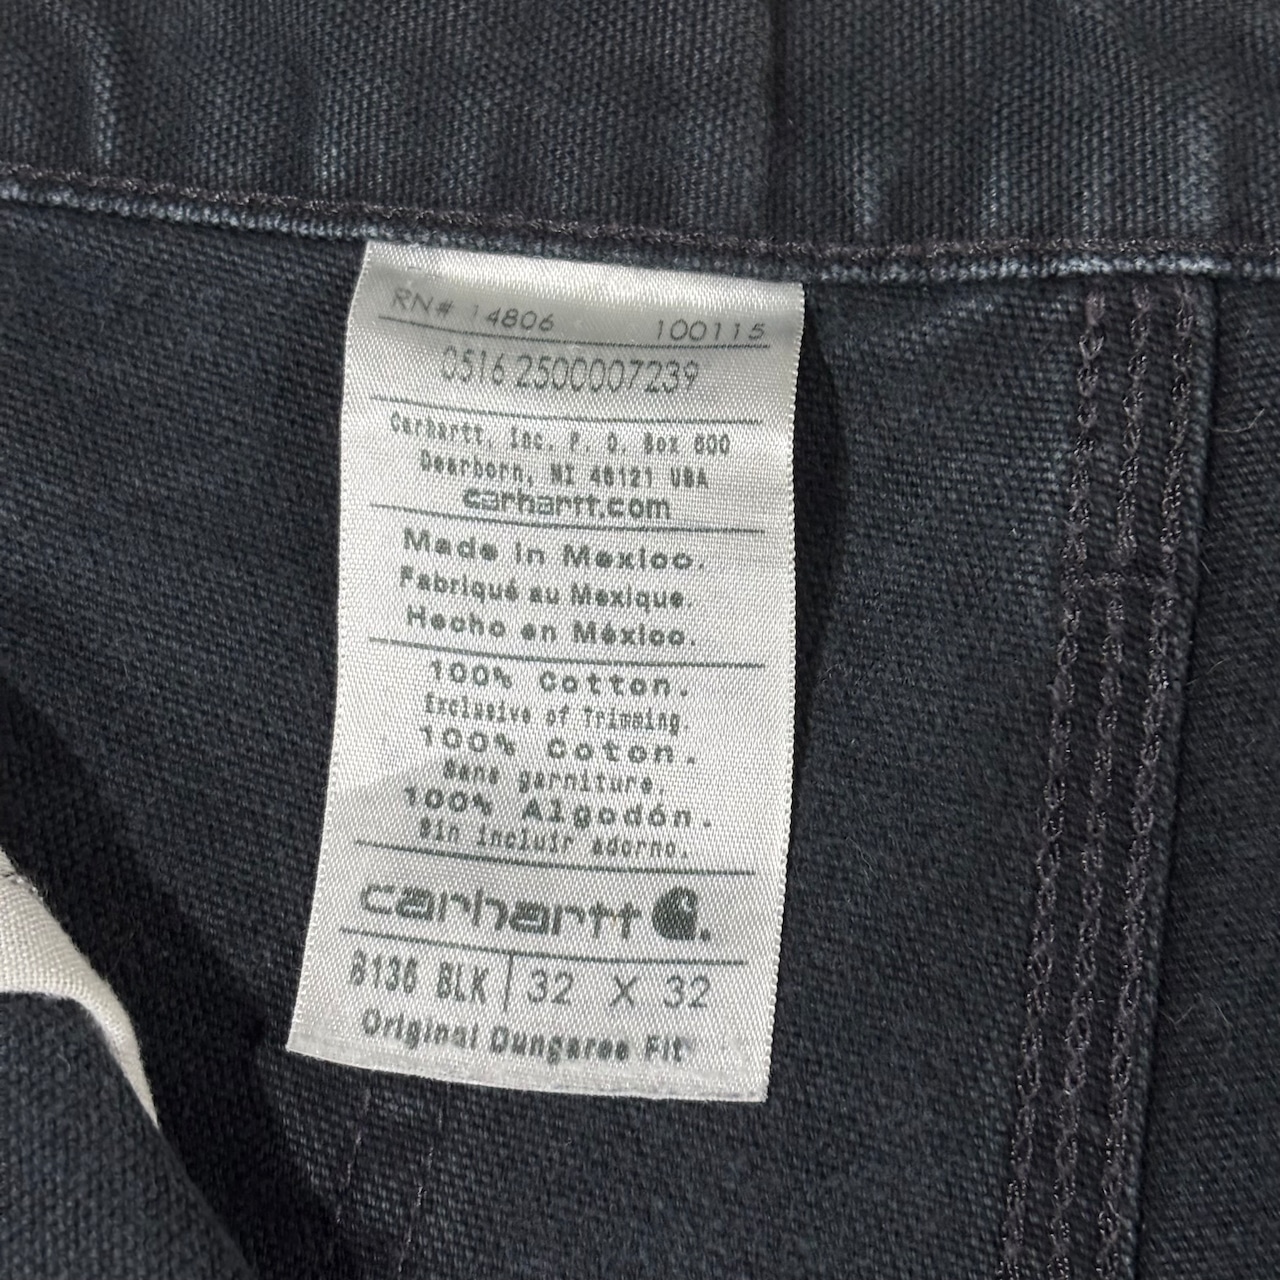 RN# 14806 100115
0516 2500007239
Carhartt, Inc. P. O. Box 600
Dearborn, MI 48121 USA
carhartt.com
Made in Mexico.
Fabriqué au Mexique.
Hecho en México.
100% Cotton.
Exclusive of Trimming.
100% Coton.
Sans garniture.
100% Algodón.
Sin incluir adorno.
carhartt
B136 BLK | 32 X 32
Original Dungaree Fit